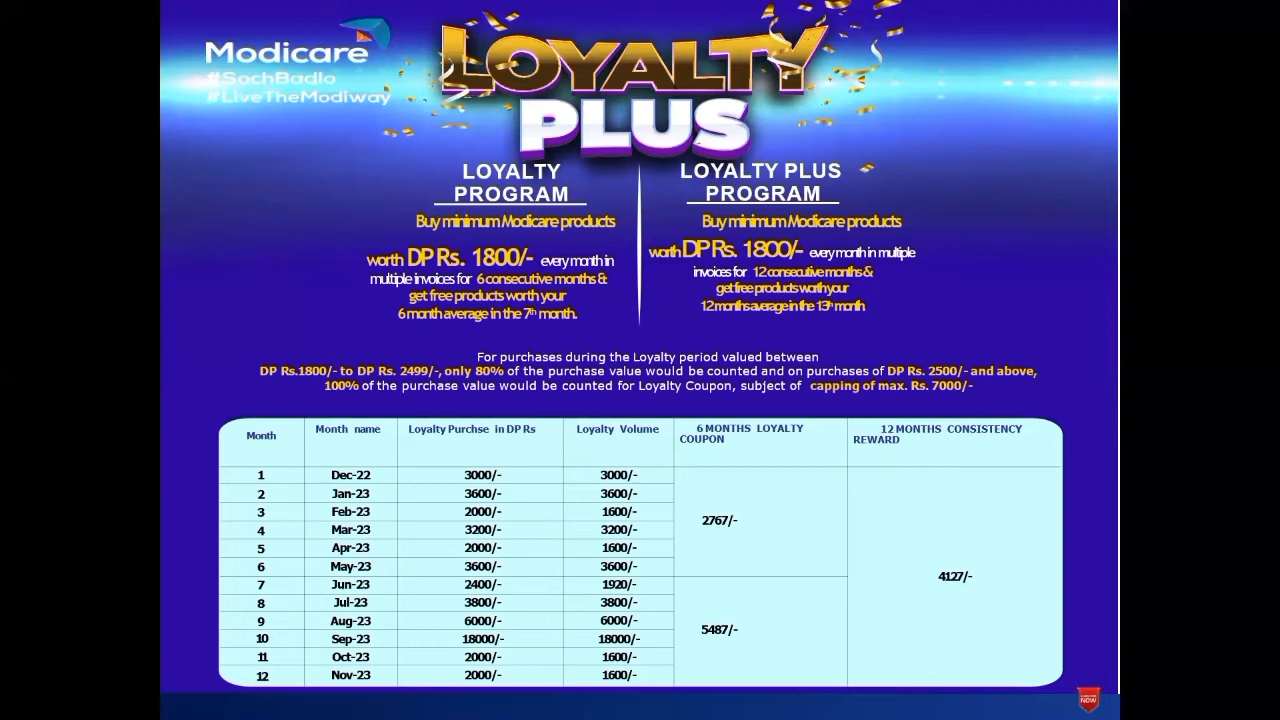 Modicare
#SochBadlo
#LiveTheModiway
LOYALTY
PLUS
LOYALTY
PROGRAM
Buy minimum Modicare products
worth DP Rs. 1800/- every month in
multiple invoices for 6 consecutive months &
get free products worth your
6 month average in the 7th month.
LOYALTY PLUS
PROGRAM
Buy minimum Modicare products
worth DP Rs. 1800/- every month in multiple
invoices for 12 consecutive months &
get free products worth your
12 months average in the 13th month
For purchases during the Loyalty period valued between
DP Rs.1800/- to DP Rs. 2499/-, only 80% of the purchase value would be counted and on purchases of DP Rs. 2500/- and above,
100% of the purchase value would be counted for Loyalty Coupon, subject of capping of max. Rs. 7000/-
Month Month name Loyalty Purchse in DP Rs Loyalty Volume 6 MONTHS LOYALTY COUPON 12 MONTHS CONSISTENCY REWARD
1 Dec-22 3000/- 3000/-
2 Jan-23 3600/- 3600/-
3 Feb-23 2000/- 1600/-
2767/-
4 Mar-23 3200/- 3200/-
5 Apr-23 2000/- 1600/-
6 May-23 3600/- 3600/-
4127/-
7 Jun-23 2400/- 1920/-
8 Jul-23 3800/- 3800/-
9 Aug-23 6000/- 6000/-
5487/-
10 Sep-23 18000/- 18000/-
11 Oct-23 2000/- 1600/-
12 Nov-23 2000/- 1600/-
NOW